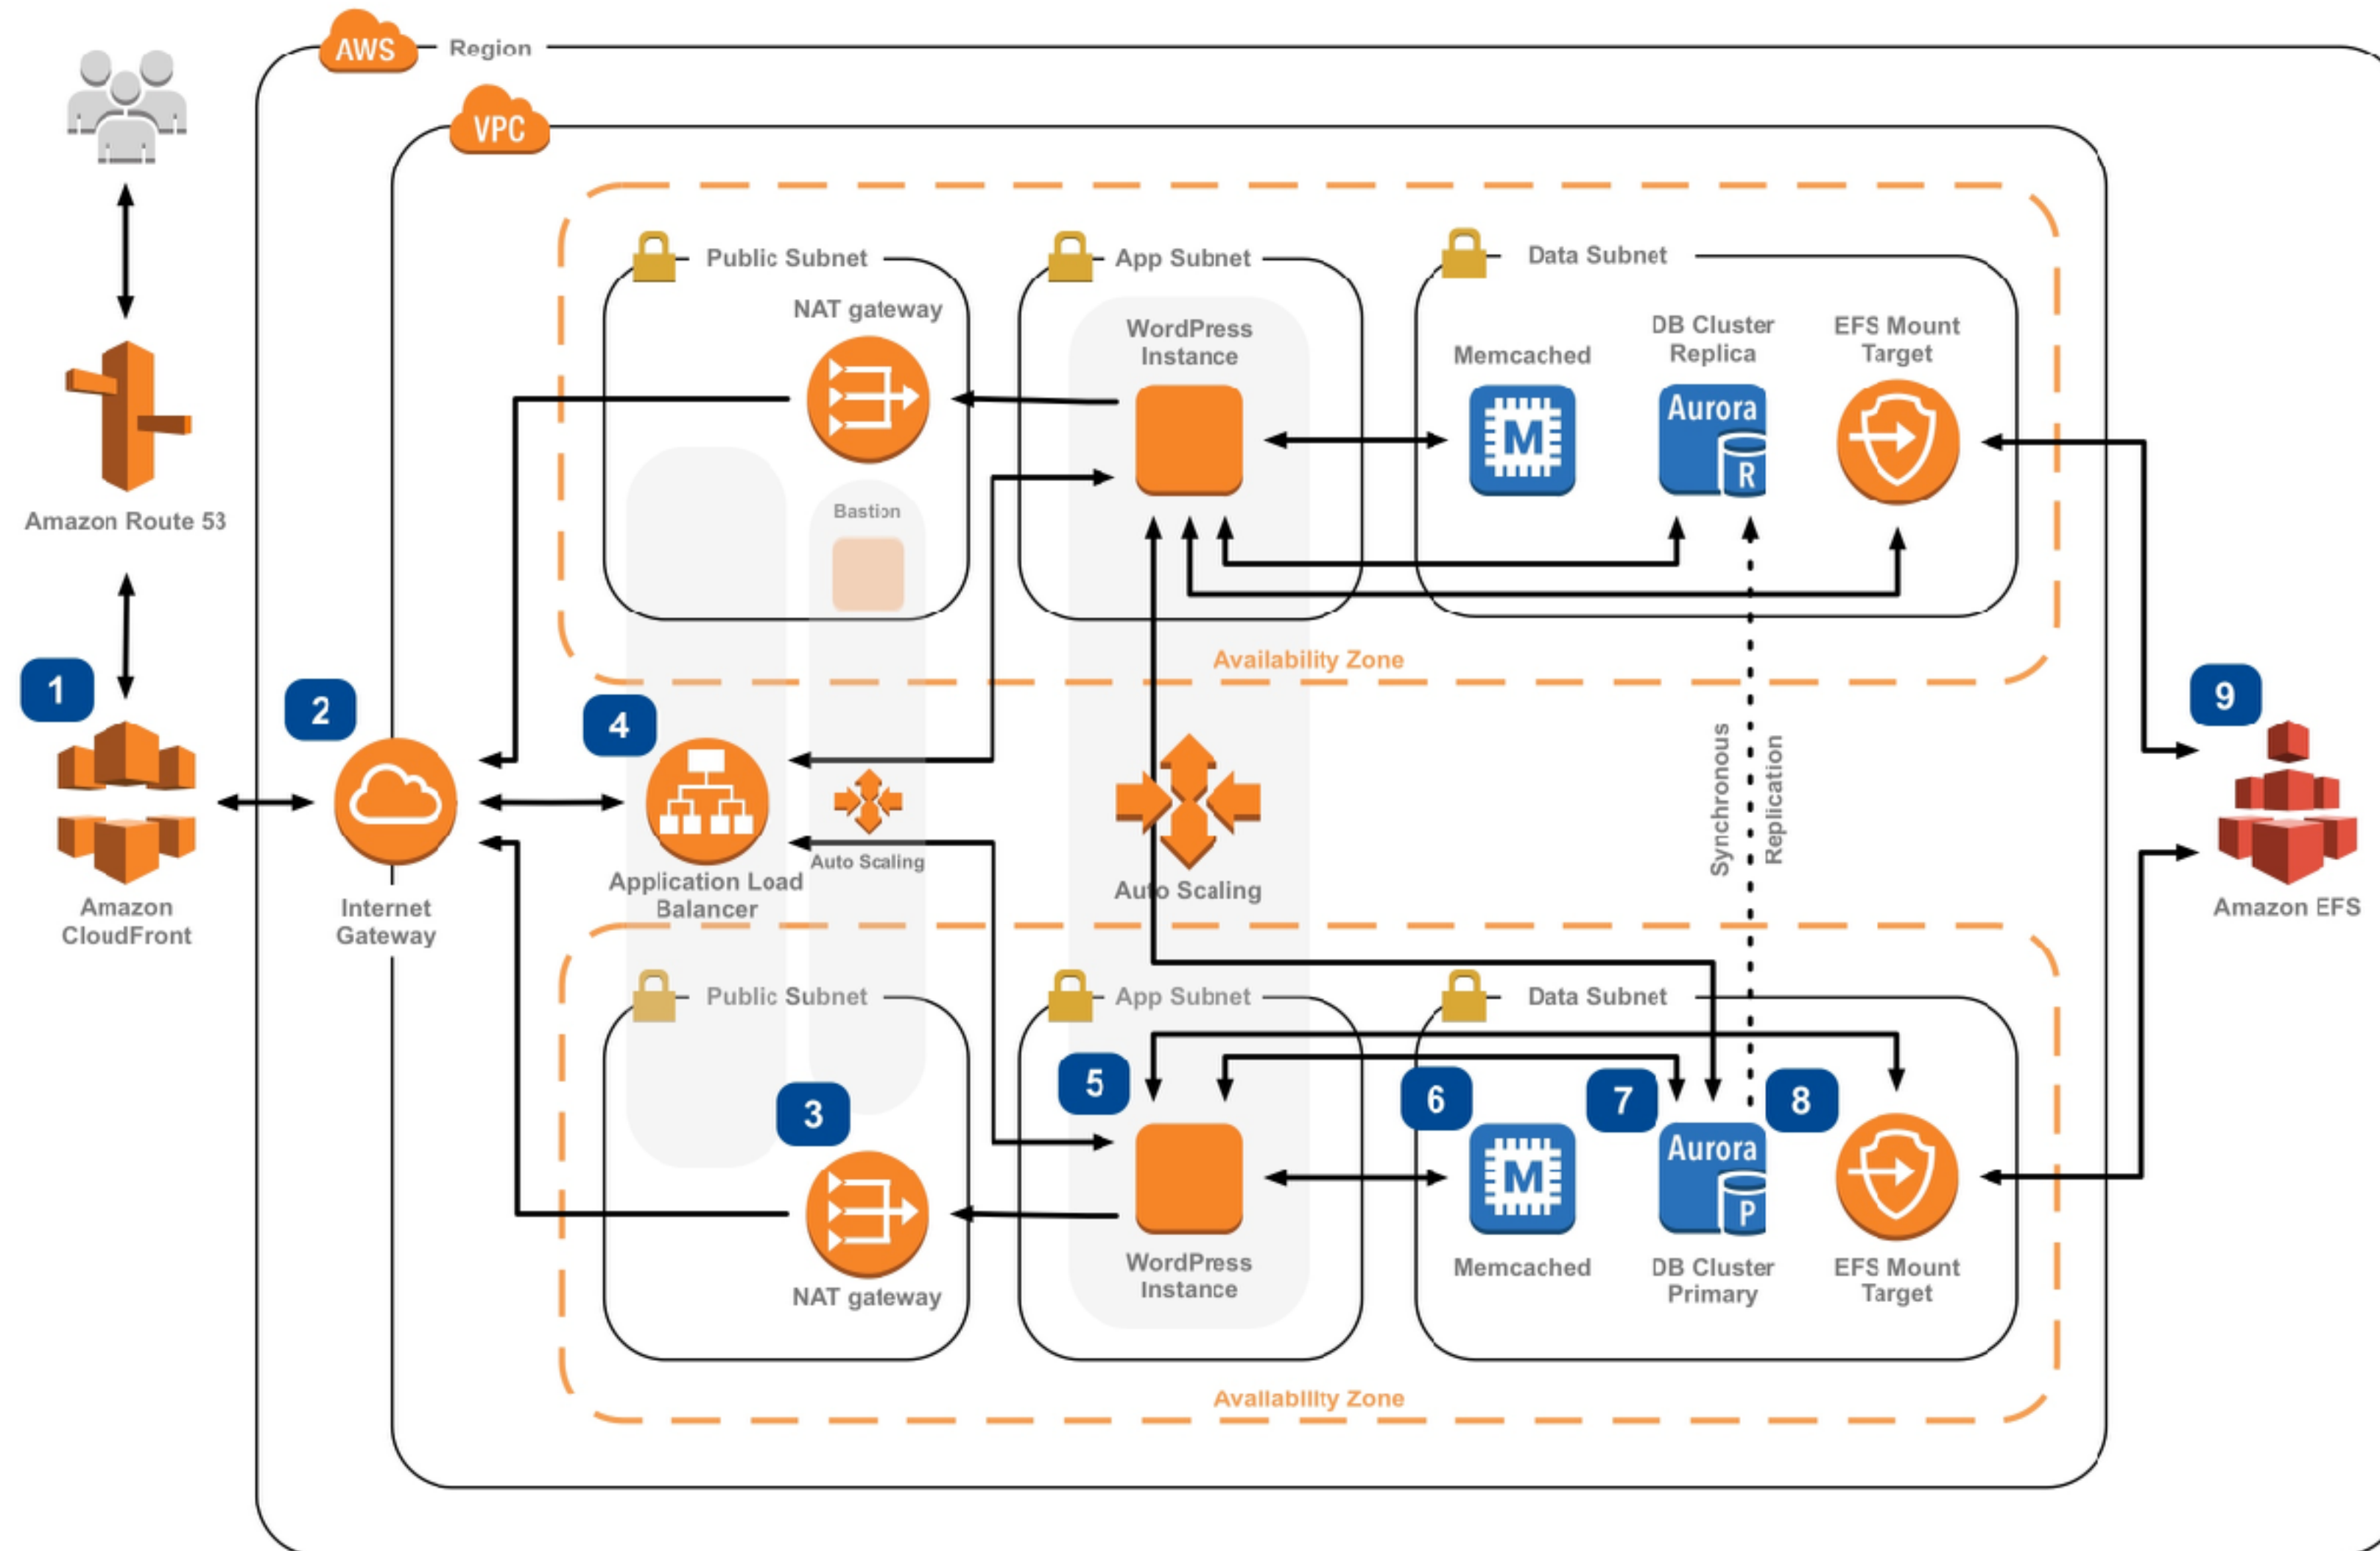 AWS
Region
VPC
Public Subnet
App Subnet
Data Subnet
NAT gateway
WordPress
Instance
Memcached
DB Cluster
Replica
EFS Mount
Target
Aurora
R
M
Bastion
Amazon Route 53
Availability Zone
1
2
4
9
Synchronous
Replication
Auto Scaling
Auto Scaling
Application Load
Balancer
Amazon
CloudFront
Internet
Gateway
Amazon EFS
Public Subnet
App Subnet
Data Subnet
3
5
6
7
8
Aurora
P
M
NAT gateway
WordPress
Instance
Memcached
DB Cluster
Primary
EFS Mount
Target
Availability Zone